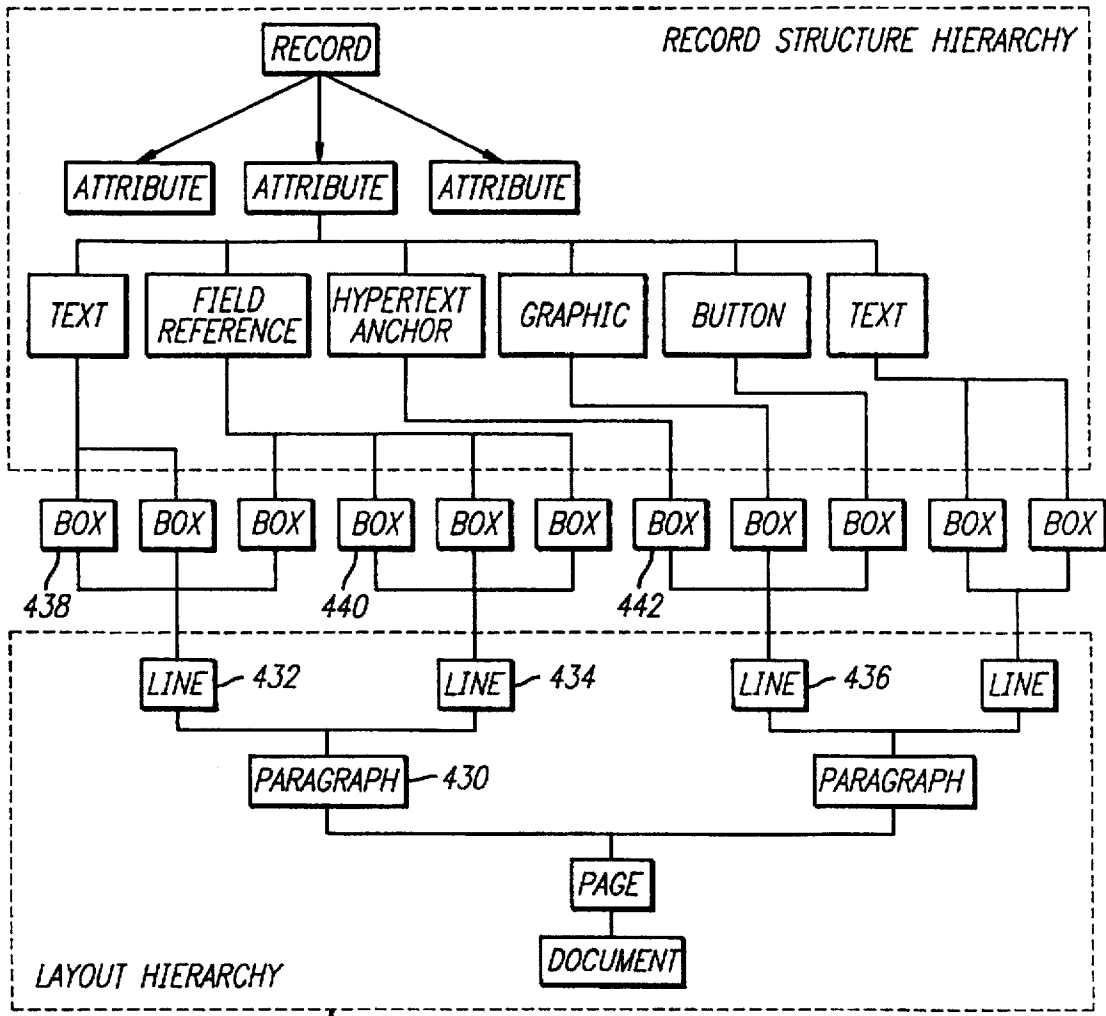 RECORD STRUCTURE HIERARCHY
RECORD
ATTRIBUTE ATTRIBUTE ATTRIBUTE
TEXT FIELD REFERENCE HYPERTEXT ANCHOR GRAPHIC BUTTON TEXT
BOX BOX BOX BOX BOX BOX BOX BOX BOX BOX BOX
438 440 442
LINE 432 LINE 434 LINE 436 LINE
PARAGRAPH 430 PARAGRAPH
PAGE
DOCUMENT
LAYOUT HIERARCHY